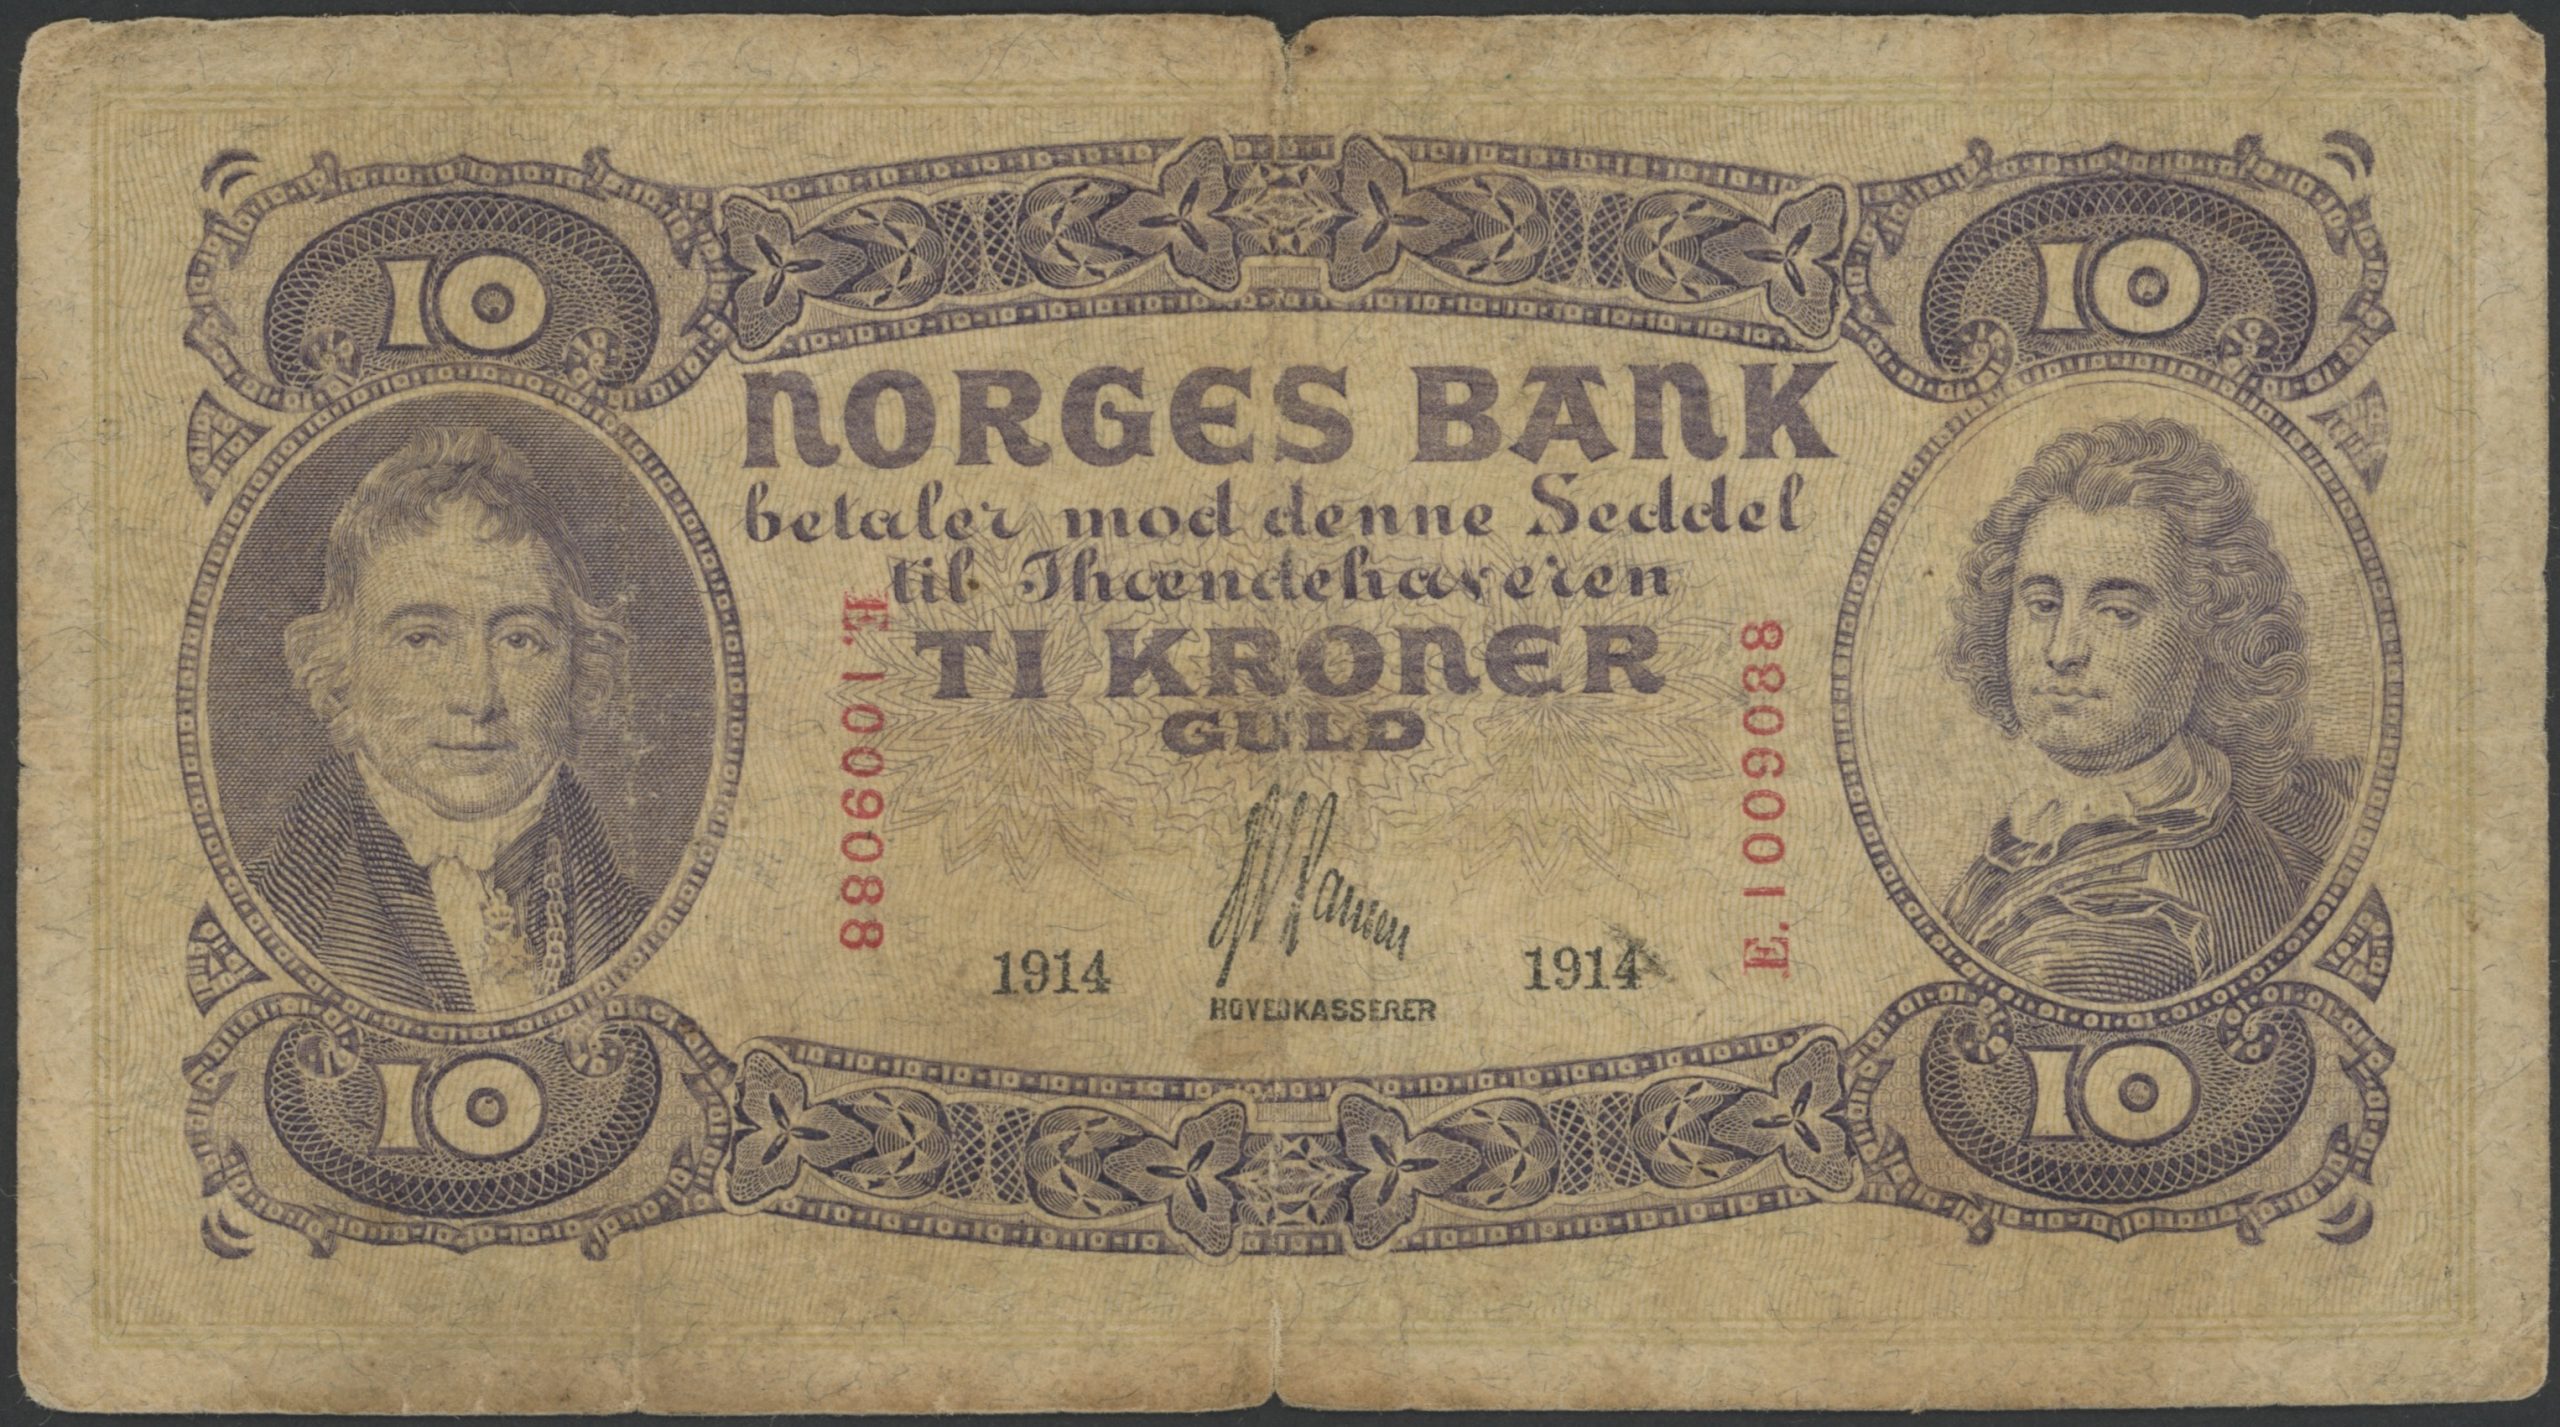 10
10
NORGES BANK
betaler mod denne Seddel
til Ihændehaveren
TI KRONER
GULD
E. 1009088
E. 1009088
1914
1914
HOVEDKASSERER
10
10